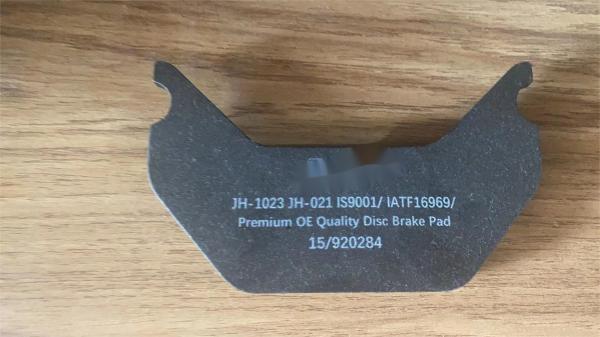 JH-1023 JH-021 IS9001/ IATF16969/
Premium OE Quality Disc Brake Pad
15/920284